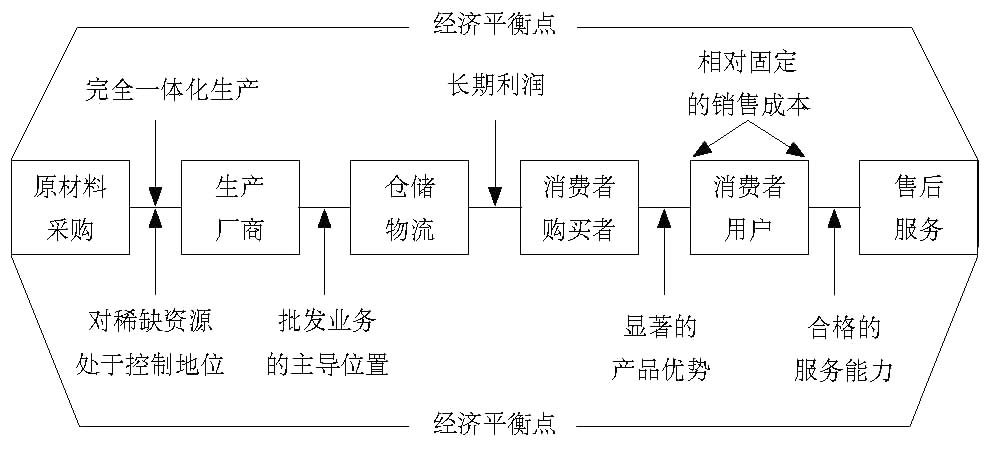 经济平衡点
完全一体化生产
长期利润
相对固定
的销售成本
原材料
采购
生产
厂商
仓储
物流
消费者
购买者
消费者
用户
售后
服务
对稀缺资源
处于控制地位
批发业务
的主导位置
显著的
产品优势
合格的
服务能力
经济平衡点